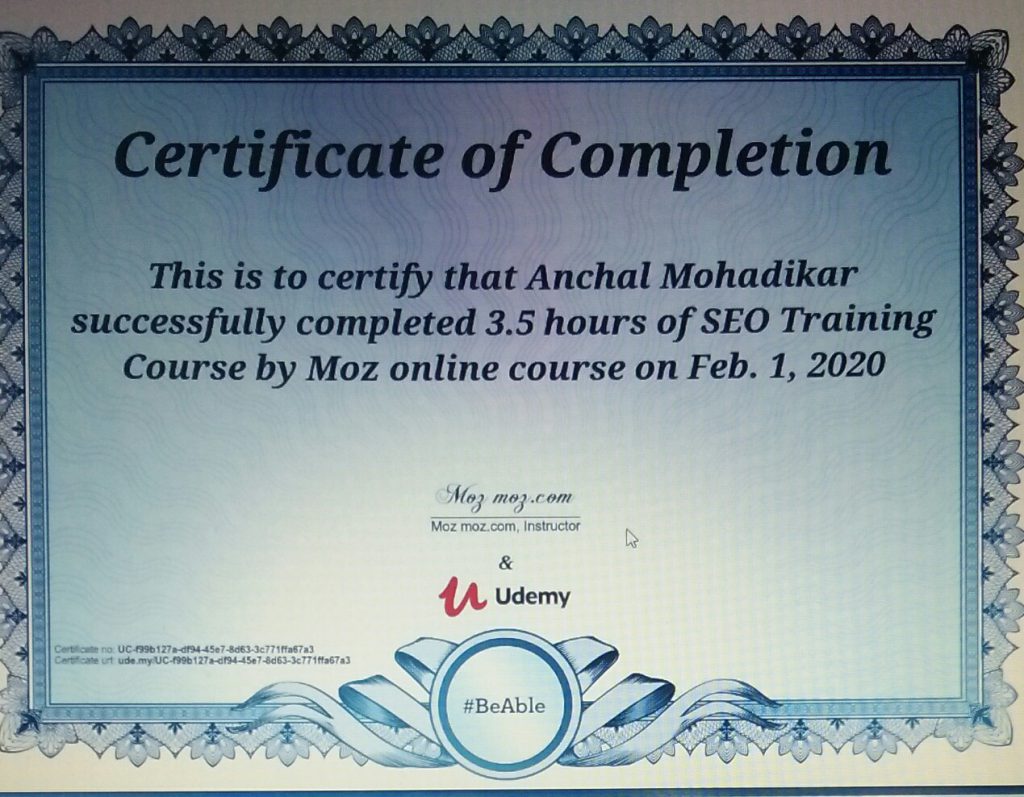 Certificate of Completion
This is to certify that Anchal Mohadikar
successfully completed 3.5 hours of SEO Training
Course by Moz online course on Feb. 1, 2020
Moz moz.com
Moz moz.com, Instructor
&
Udemy
Certificate no: UC-f99b127a-df94-45e7-8d63-3c771ffa67a3
Certificate url: ude.my/UC-f99b127a-df94-45e7-8d63-3c771ffa67a3
#BeAble